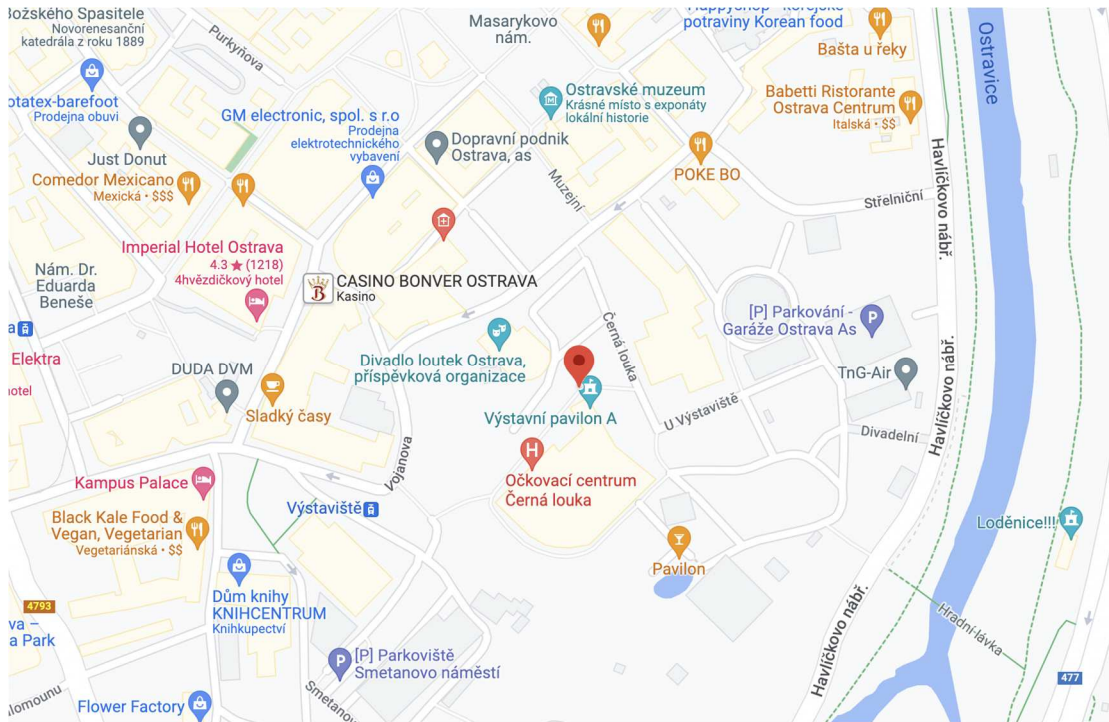 Božského Spasitele
Novorenesanční
katedrála z roku 1889
Purkyňova
Masarykovo
nám.
potraviny Korean food
Bašta u řeky
Ostravice
otatex-barefoot
Prodejna obuvi
GM electronic, spol. s r.o
Prodejna
elektrotechnického
vybavení
Ostravské muzeum
Krásné místo s exponáty
lokální historie
Babetti Ristorante
Ostrava Centrum
Italská • $$
Just Donut
Dopravní podnik
Ostrava, as
Comedor Mexicano
Mexická • $$$
Muzejní
POKE BO
Střelniční
Havlíčkovo nábř.
Imperial Hotel Ostrava
4.3 ★ (1218)
4hvězdičkový hotel
Nám. Dr.
Eduarda
Beneše
B
CASINO BONVER OSTRAVA
Kasino
[P] Parkování -
Garáže Ostrava As
P
Černá louka
Havlíčkovo nábř.
a
Elektra
hotel
Divadlo loutek Ostrava,
příspěvková organizace
DUDA DVM
TnG-Air
Sladký časy
Výstavní pavilon A
U Výstaviště
Divadelní
Havlíčkovo nábř.
Vojanova
H
Očkovací centrum
Černá louka
Kampus Palace
Výstaviště
Black Kale Food &
Vegan, Vegetarian
Vegetariánská • $$
Loděnice!!!
Pavilon
Dům knihy
KNIHCENTRUM
Knihkupectví
4793
va –
a Park
Hradní lávka
Havlíčkovo nábř.
P
[P] Parkoviště
Smetanovo náměstí
477
Smetanov
alomounu
Flower Factory